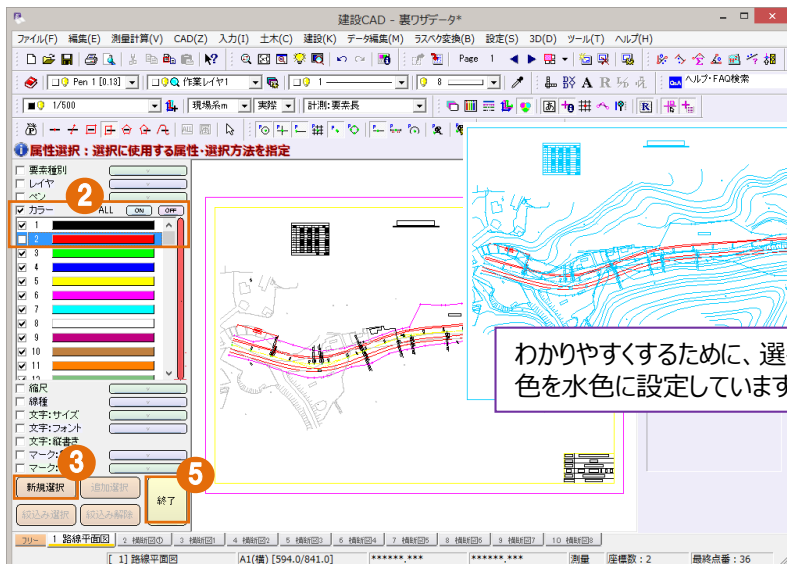 建設CAD - 裏ワザデータ*
ファイル(F) 編集(E) 測量計算(V) CAD(Z) 入力(I) 土木(C) 建設(K) データ編集(M) ラスベク変換(B) 設定(S) 3D(D) ツール(T) ヘルプ(H)
Page 1
Pen 1 [0.13] 作業レイヤ1 1 8 A R ヘルプ・FAQ検索
1/500 現場系m 実際 計測:要素長
属性選択：選択に使用する属性・選択方法を指定
要素種別
レイヤ
ペン
2
カラー ALL ON OFF
1
2
3
4
5
6
7
8
9
10
11
12
わかりやすくするために、選
色を水色に設定しています
縮尺
線種
文字:サイズ
文字:フォント
文字:縦書き
マーク:
マーク:
3
5
新規選択 追加選択
終了
絞込み選択 絞込み解除
フリー 1 路線平面図 2 横断図① 3 横断図1 4 横断図2 5 横断図3 6 横断図4 7 横断図5 8 横断図6 9 横断図7 10 横断図8
[ 1] 路線平面図 A1(横) [594.0/841.0] ******.*** ******.*** 測量 座標数：2 最終点番：36